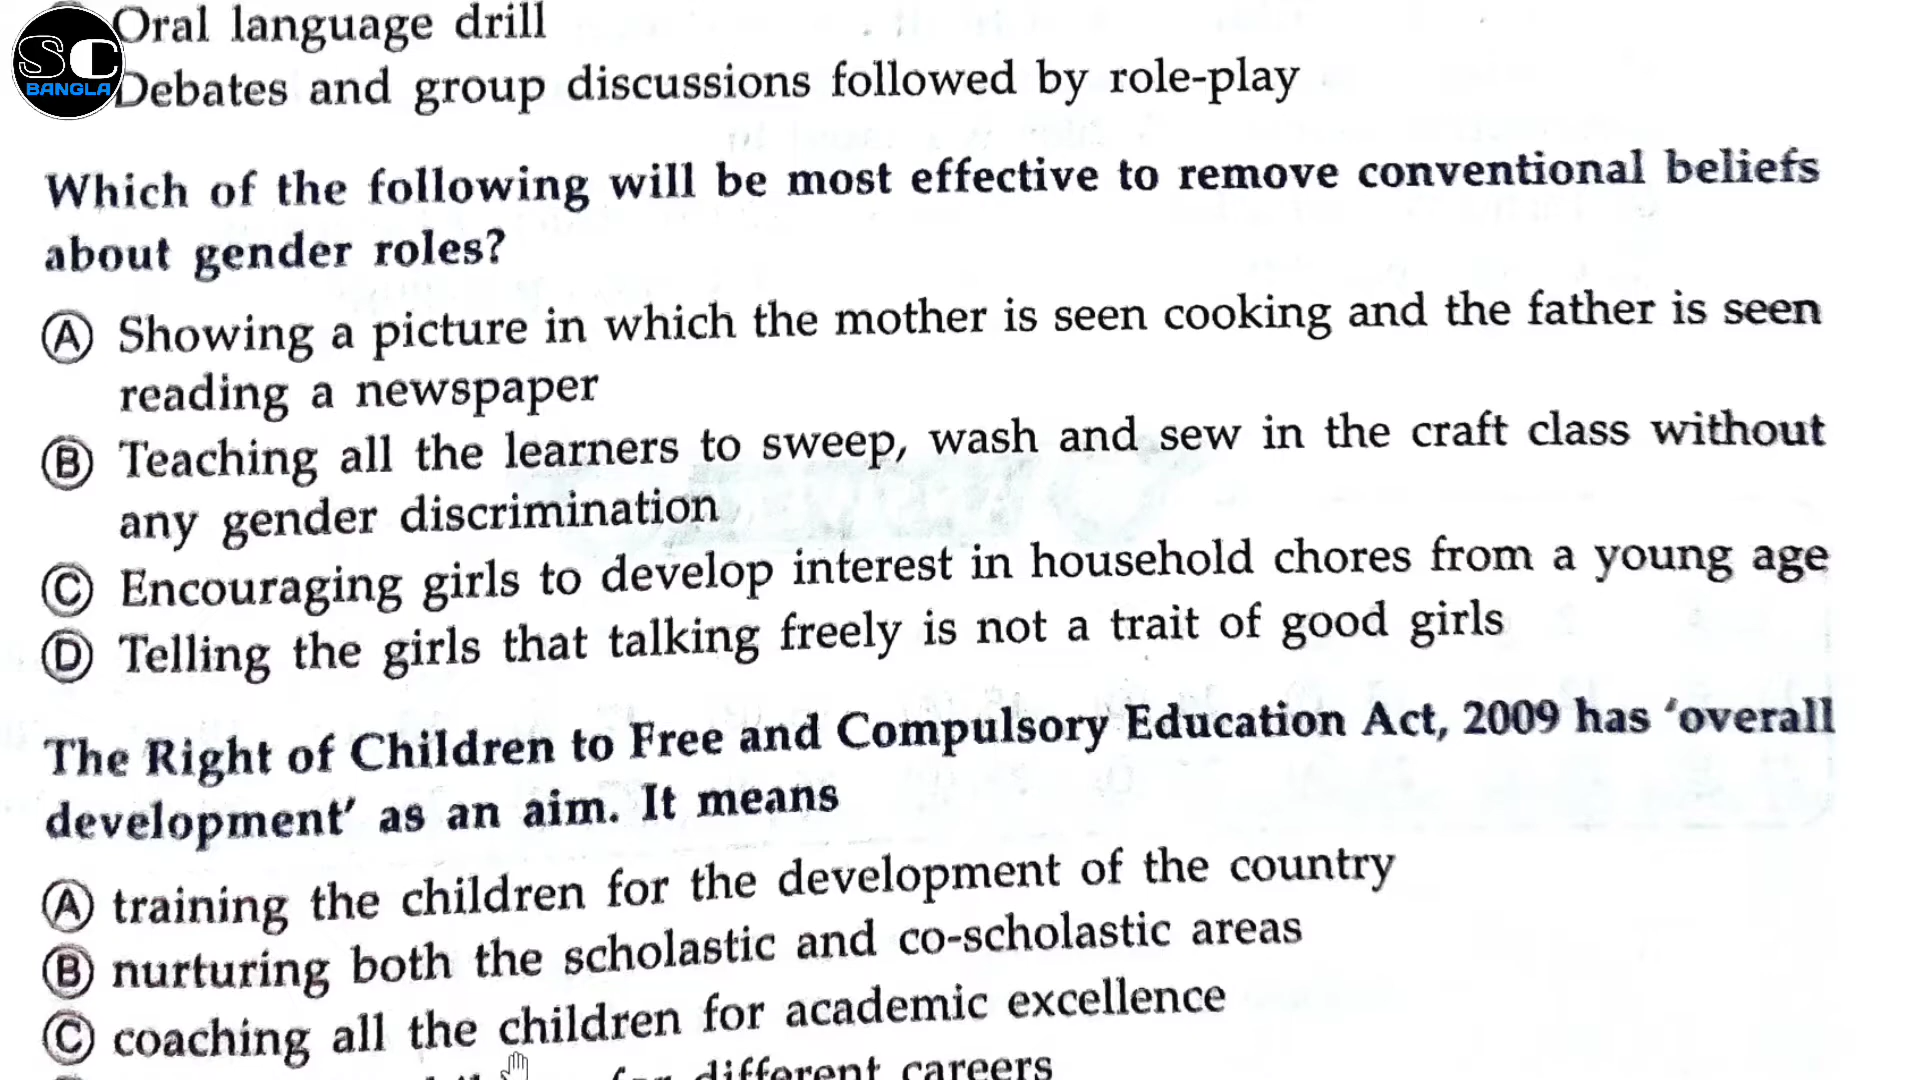 SC
BANGLA
Oral language drill
Debates and group discussions followed by role-play
Which of the following will be most effective to remove conventional beliefs
about gender roles?
Ⓐ Showing a picture in which the mother is seen cooking and the father is seen
reading a newspaper
Ⓑ Teaching all the learners to sweep, wash and sew in the craft class without
any gender discrimination
Ⓒ Encouraging girls to develop interest in household chores from a young age
Ⓓ Telling the girls that talking freely is not a trait of good girls
The Right of Children to Free and Compulsory Education Act, 2009 has ‘overall
development’ as an aim. It means
Ⓐ training the children for the development of the country
Ⓑ nurturing both the scholastic and co-scholastic areas
Ⓒ coaching all the children for academic excellence
for different careers